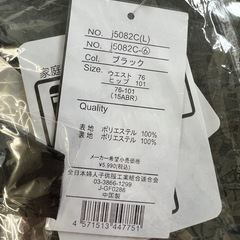 NO. j5082C(L)
NO. j5082C-⑥
Col. ブラック
Size. ウエスト 76
ヒップ 101
76-101
(15ABR)
Quality
表地 ポリエステル 100%
裏地 ポリエステル 100%
メーカー希望小売価格
¥5,990(税込)
全日本婦人子供服工業組合連合会
03-3866-1299
J-GF0286
中国製
4 571513 447751
家庭